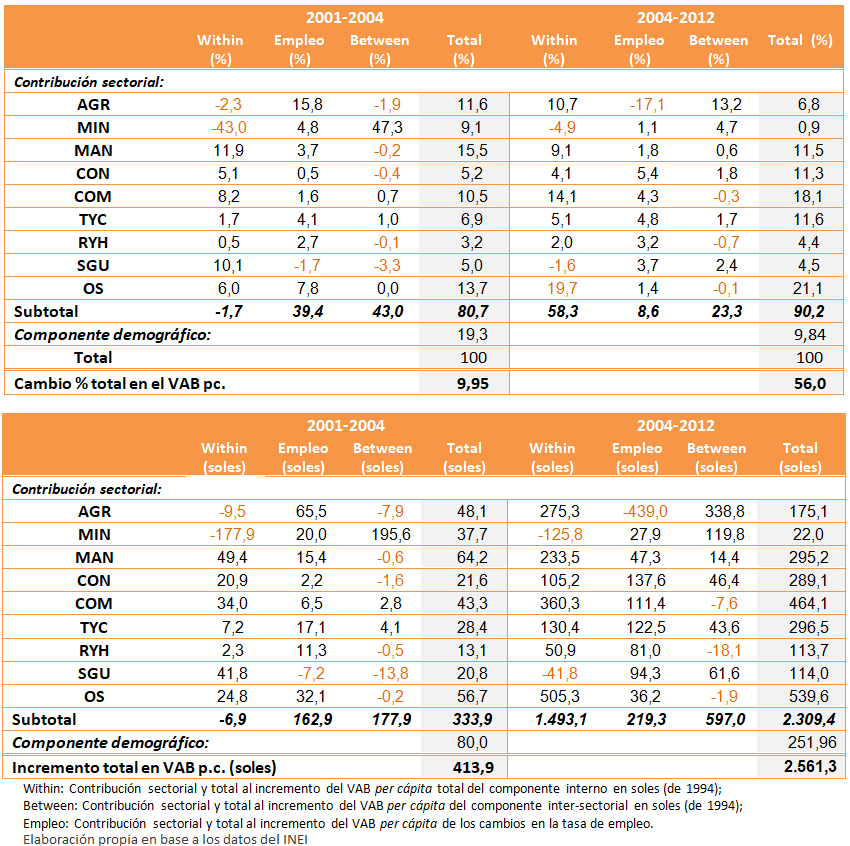 2001-2004 2004-2012
Within (%) Empleo (%) Between (%) Total (%) Within (%) Empleo (%) Between (%) Total (%)
Contribución sectorial:
AGR -2,3 15,8 -1,9 11,6 10,7 -17,1 13,2 6,8
MIN -43,0 4,8 47,3 9,1 -4,9 1,1 4,7 0,9
MAN 11,9 3,7 -0,2 15,5 9,1 1,8 0,6 11,5
CON 5,1 0,5 -0,4 5,2 4,1 5,4 1,8 11,3
COM 8,2 1,6 0,7 10,5 14,1 4,3 -0,3 18,1
TYC 1,7 4,1 1,0 6,9 5,1 4,8 1,7 11,6
RYH 0,5 2,7 -0,1 3,2 2,0 3,2 -0,7 4,4
SGU 10,1 -1,7 -3,3 5,0 -1,6 3,7 2,4 4,5
OS 6,0 7,8 0,0 13,7 19,7 1,4 -0,1 21,1
Subtotal -1,7 39,4 43,0 80,7 58,3 8,6 23,3 90,2
Componente demográfico: 19,3 9,84
Total 100 100
Cambio % total en el VAB pc. 9,95 56,0
2001-2004 2004-2012
Within (soles) Empleo (soles) Between (soles) Total (soles) Within (soles) Empleo (soles) Between (soles) Total (soles)
Contribución sectorial:
AGR -9,5 65,5 -7,9 48,1 275,3 -439,0 338,8 175,1
MIN -177,9 20,0 195,6 37,7 -125,8 27,9 119,8 22,0
MAN 49,4 15,4 -0,6 64,2 233,5 47,3 14,4 295,2
CON 20,9 2,2 -1,6 21,6 105,2 137,6 46,4 289,1
COM 34,0 6,5 2,8 43,3 360,3 111,4 -7,6 464,1
TYC 7,2 17,1 4,1 28,4 130,4 122,5 43,6 296,5
RYH 2,3 11,3 -0,5 13,1 50,9 81,0 -18,1 113,7
SGU 41,8 -7,2 -13,8 20,8 -41,8 94,3 61,6 114,0
OS 24,8 32,1 -0,2 56,7 505,3 36,2 -1,9 539,6
Subtotal -6,9 162,9 177,9 333,9 1.493,1 219,3 597,0 2.309,4
Componente demográfico: 80,0 251,96
Incremento total en VAB p.c. (soles) 413,9 2.561,3
Within: Contribución sectorial y total al incremento del VAB per cápita total del componente interno en soles (de 1994);
Between: Contribución sectorial y total al incremento del VAB per cápita del componente inter-sectorial en soles (de 1994);
Empleo: Contribución sectorial y total al incremento del VAB per cápita de los cambios en la tasa de empleo.
Elaboración propia en base a los datos del INEI